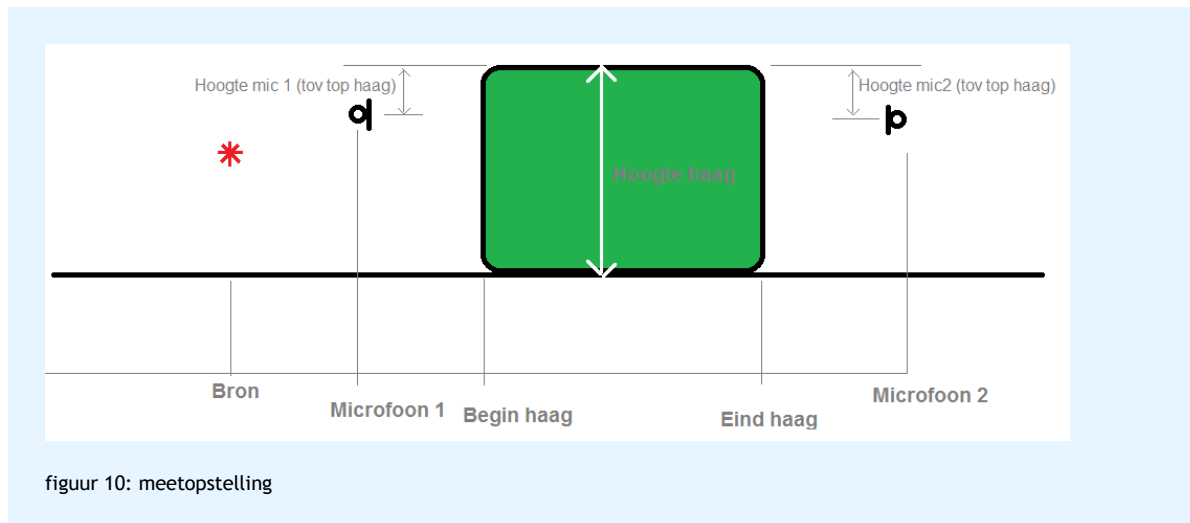 Hoogte mic 1 (tov top haag)
Hoogte mic2 (tov top haag)
Hoogte haag
Bron
Microfoon 1
Begin haag
Eind haag
Microfoon 2
figuur 10: meetopstelling